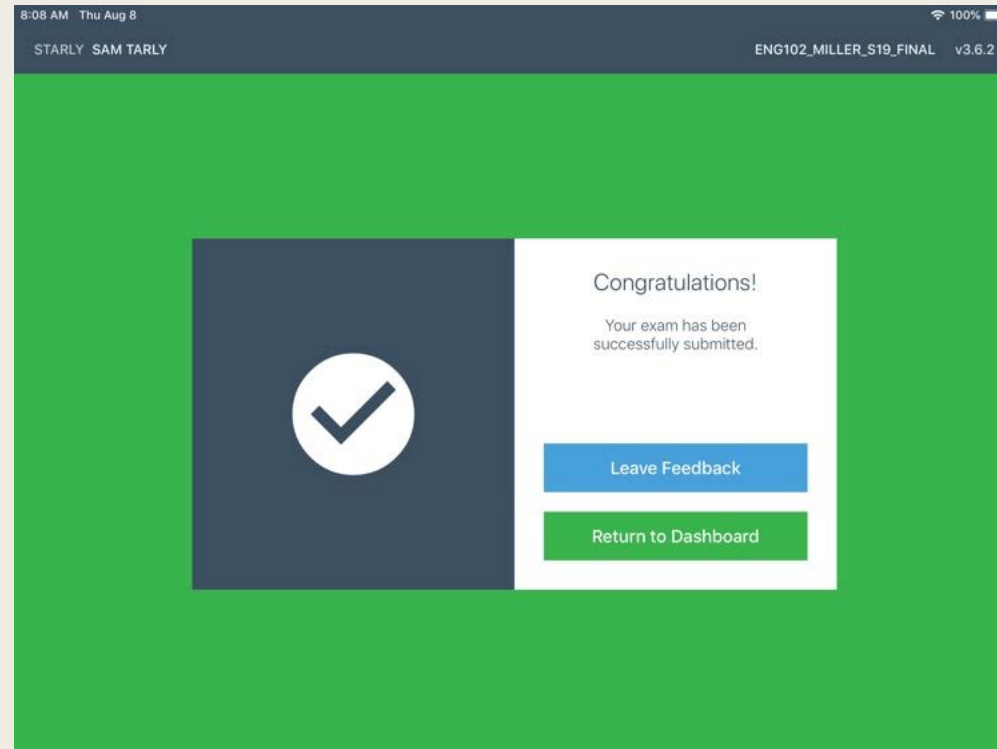 8:08 AM Thu Aug 8 100%
STARLY SAM TARLY ENG102_MILLER_S19_FINAL v3.6.2
Congratulations!
Your exam has been
successfully submitted.
Leave Feedback
Return to Dashboard